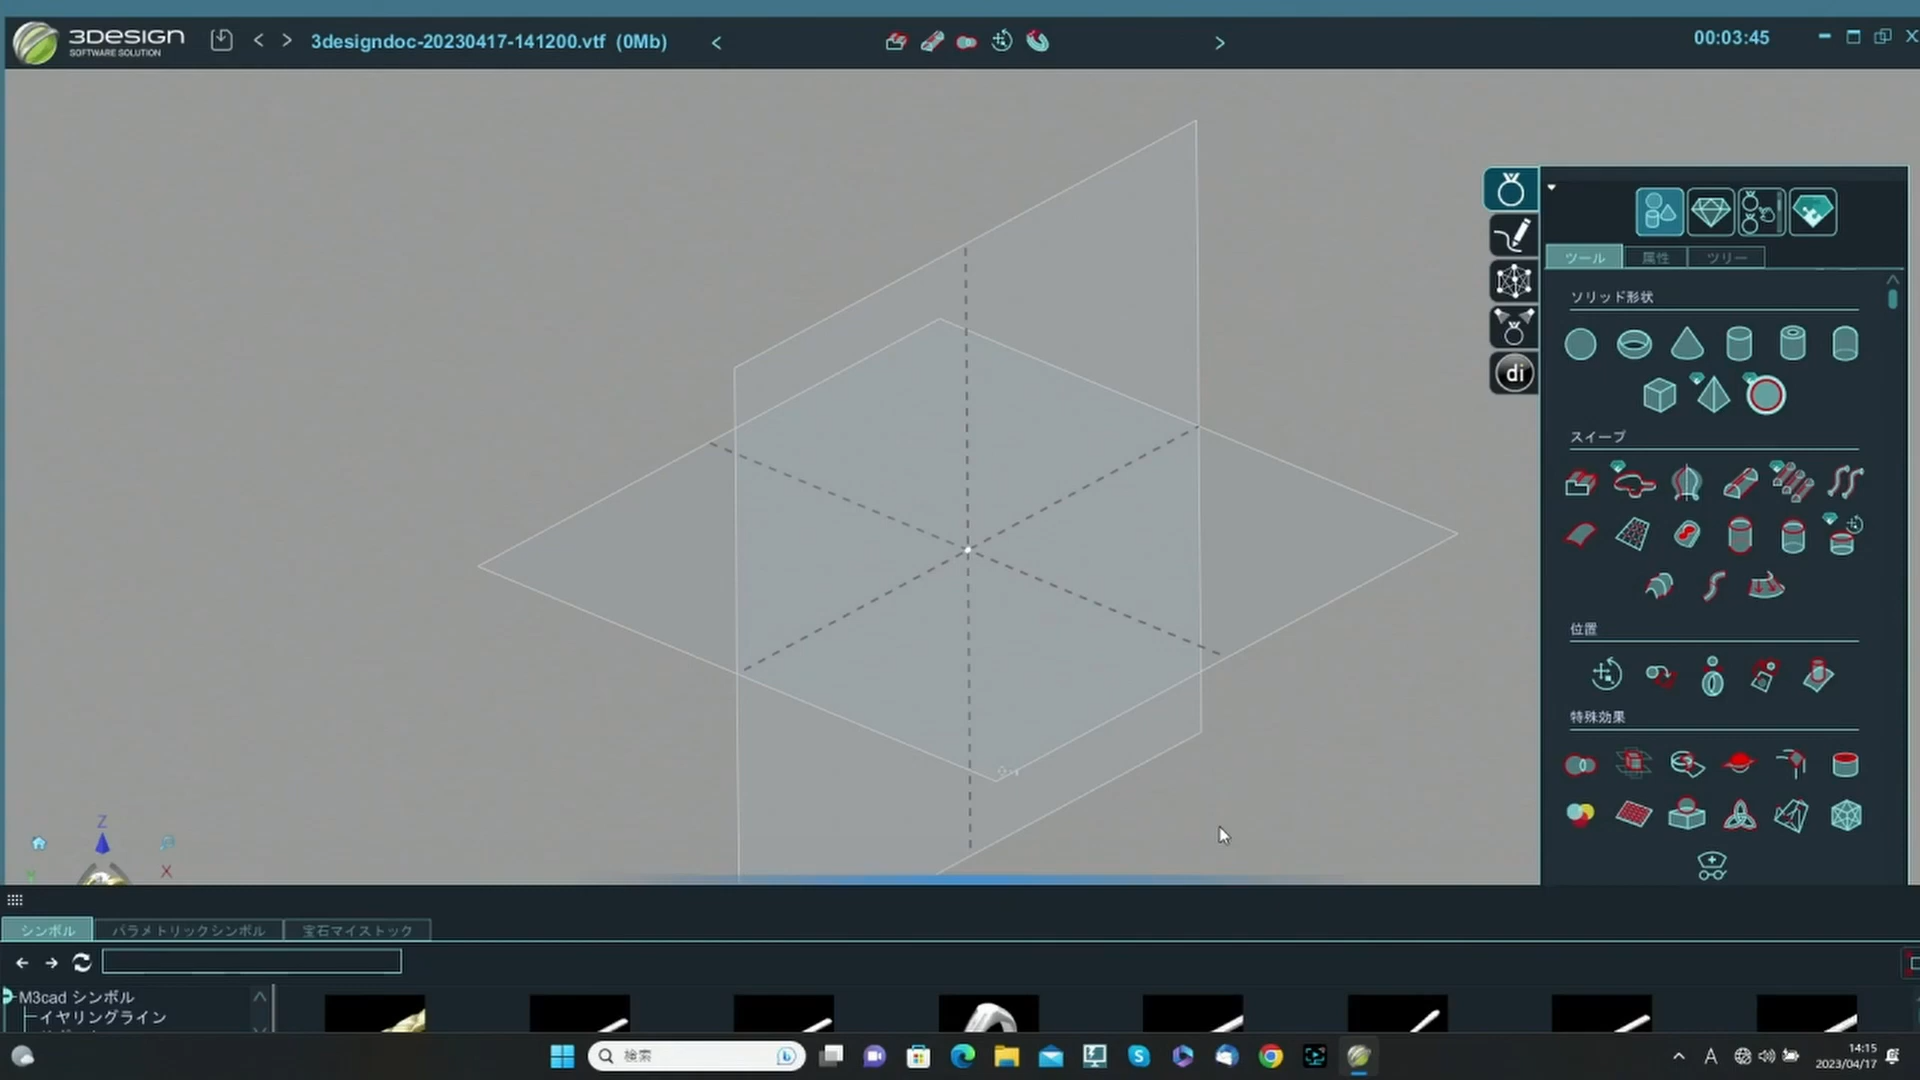 3DESIGN
SOFTWARE SOLUTION
3designdoc-20230417-141200.vtf (0Mb)
00:03:45
di
ツール
属性
ツリー
ソリッド形状
スイープ
位置
特殊効果
Z
X
シンボル
パラメトリックシンボル
宝石マイストック
M3cad シンボル
イヤリングライン
検索
A
14:15
2023/04/17